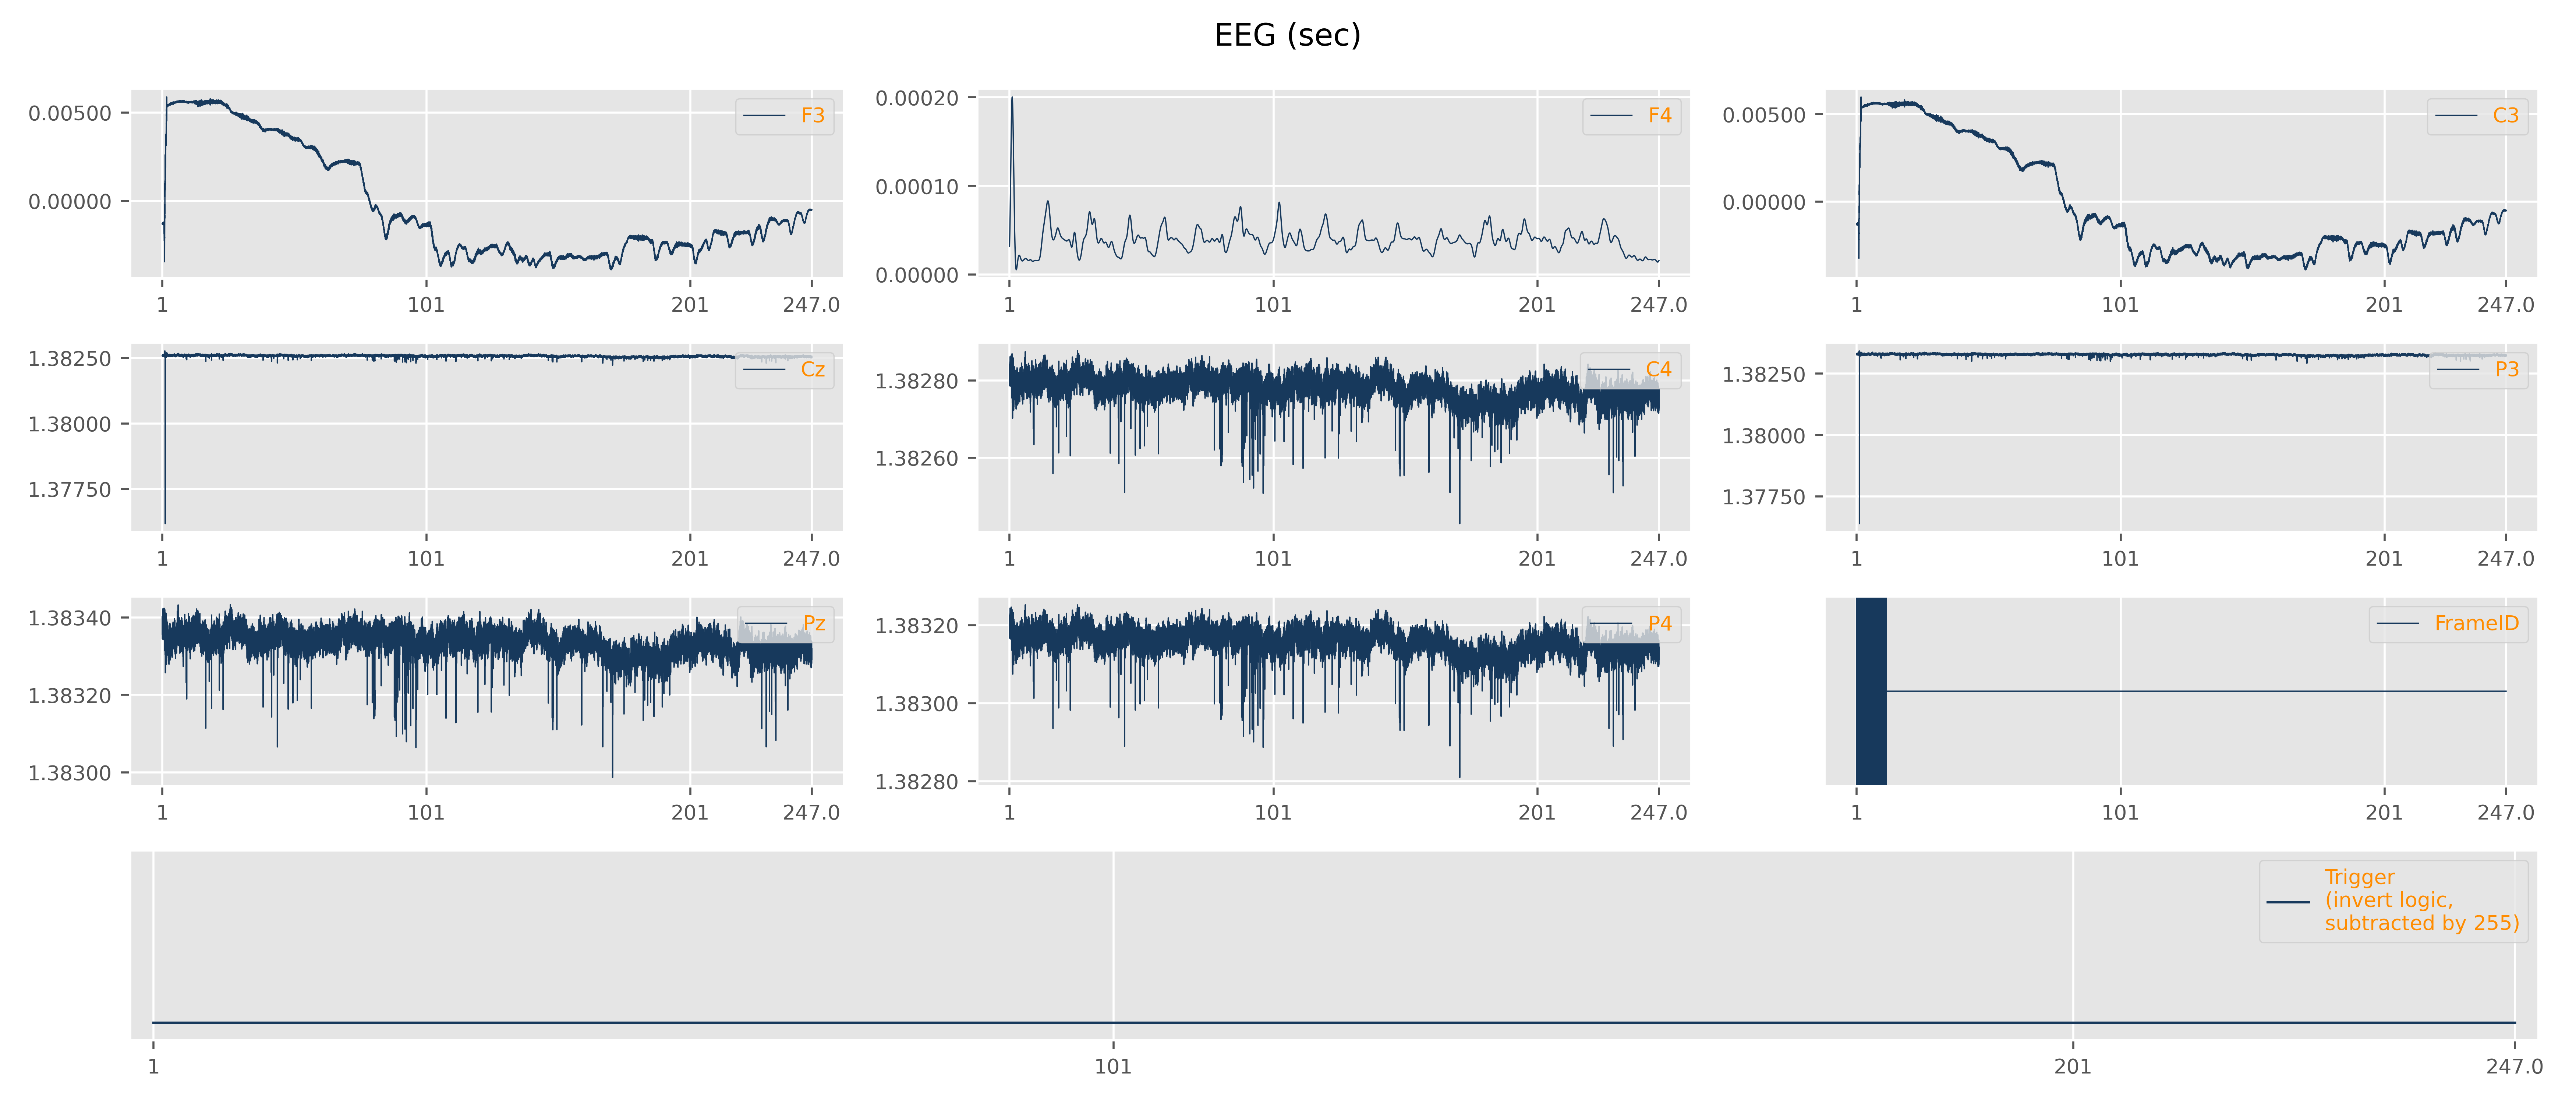 EEG (sec)
0.00500
0.00000
F3
1 101 201 247.0
0.00020
0.00010
0.00000
F4
1 101 201 247.0
0.00500
0.00000
C3
1 101 201 247.0
1.38250
1.38000
1.37750
Cz
1 101 201 247.0
1.38280
1.38260
C4
1 101 201 247.0
1.38250
1.38000
1.37750
P3
1 101 201 247.0
1.38340
1.38320
1.38300
Pz
1 101 201 247.0
1.38320
1.38300
1.38280
P4
1 101 201 247.0
FrameID
1 101 201 247.0
Trigger
(invert logic,
subtracted by 255)
1 101 201 247.0